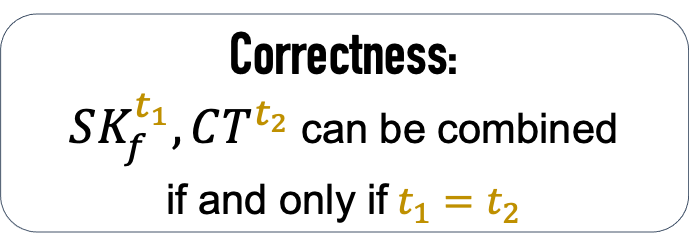 Correctness:
$SK_f^{t_1}, CT^{t_2}$ can be combined
if and only if $t_1 = t_2$